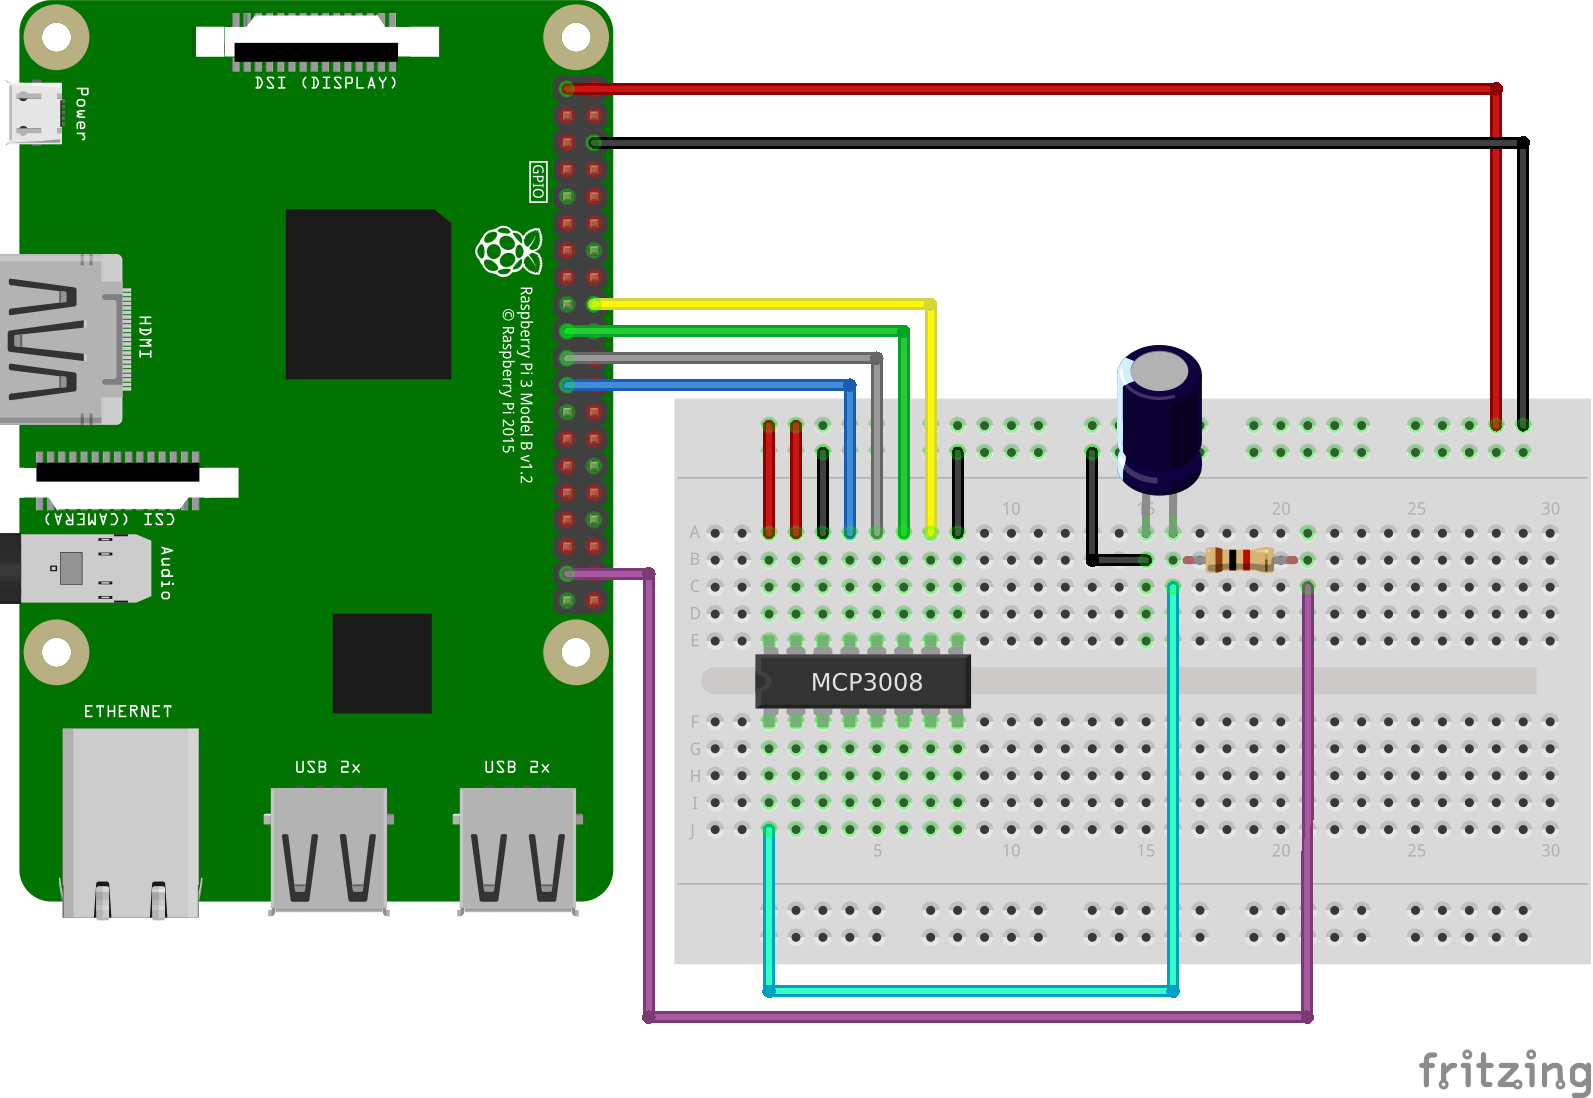 DSI (DISPLAY)
Power
GPIO
HDMI
Raspberry Pi 3 Model B v1.2
© Raspberry Pi 2015
CSI (CAMERA)
Audio
ETHERNET
USB 2x
USB 2x
10
15
20
25
30
A
B
C
D
E
MCP3008
F
G
H
I
J
5
10
15
20
25
30
fritzing